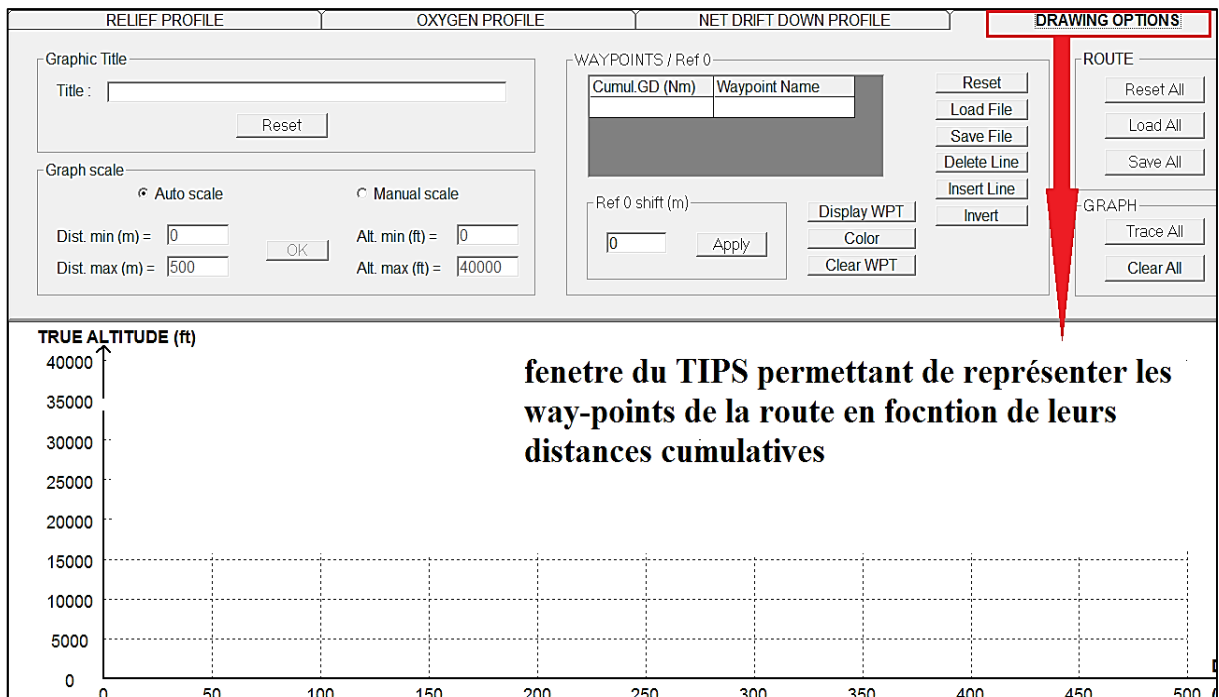 RELIEF PROFILE
OXYGEN PROFILE
NET DRIFT DOWN PROFILE
DRAWING OPTIONS
Graphic Title
Title :
Reset
Graph scale
Auto scale
Manual scale
Dist. min (m) =
0
OK
Alt. min (ft) =
0
Dist. max (m) =
500
Alt. max (ft) =
40000
WAYPOINTS / Ref 0
Cumul.GD (Nm)
Waypoint Name
Reset
Load File
Save File
Delete Line
Insert Line
Invert
Ref 0 shift (m)
0
Apply
Display WPT
Color
Clear WPT
ROUTE
Reset All
Load All
Save All
GRAPH
Trace All
Clear All
TRUE ALTITUDE (ft)
40000
35000
30000
25000
20000
15000
10000
5000
0
fenetre du TIPS permettant de représenter les
way-points de la route en focntion de leurs
distances cumulatives
0 50 100 150 200 250 300 350 400 450 500